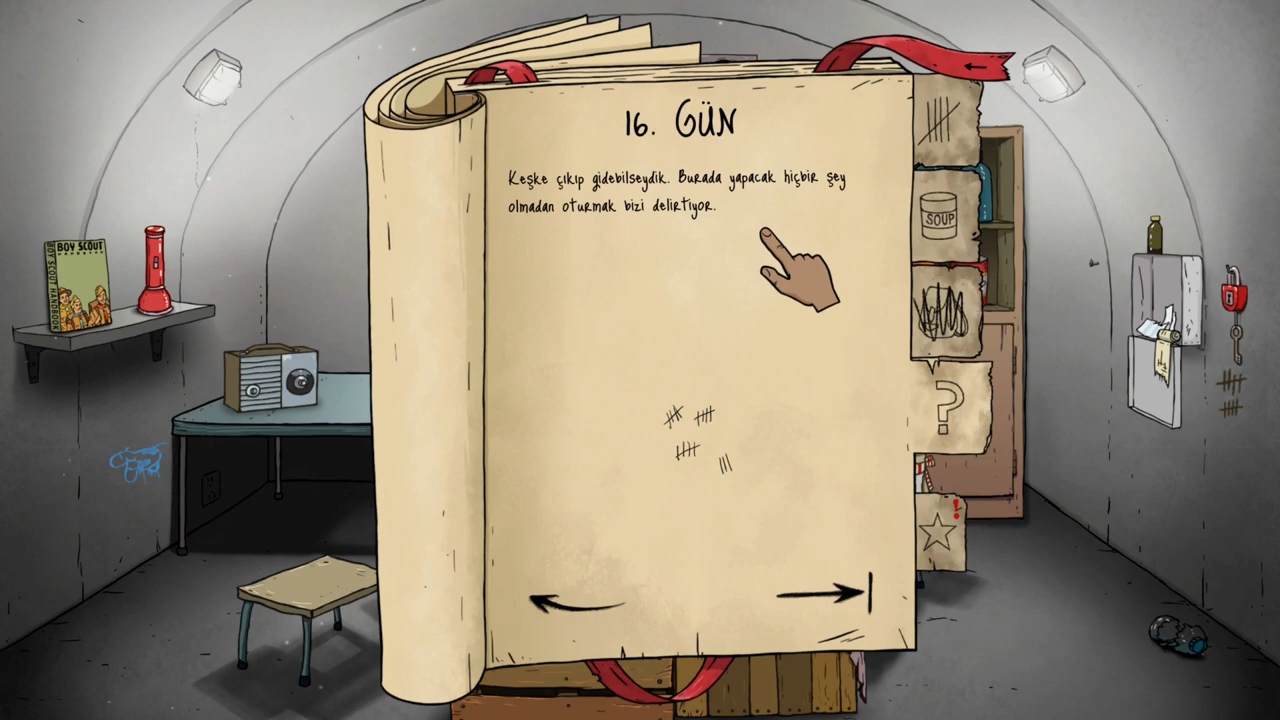 16. GÜN
Keşke çıkıp gidebilseydik. Burada yapacak hiçbir şey
olmadan oturmak bizi delirtiyor.
SOUP
?
!
BOY SCOUT
HANDBOOK
BOY SCOUT HANDBOOK